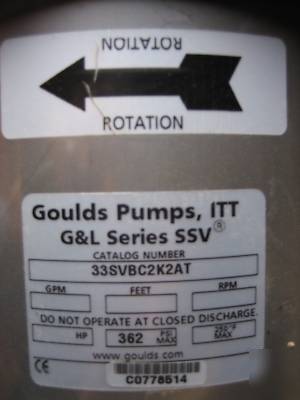 ROTATION
ROTATION
Goulds Pumps, ITT
G&L Series SSV®
CATALOG NUMBER
33SVBC2K2AT
GPM FEET RPM
DO NOT OPERATE AT CLOSED DISCHARGE.
HP 362 PSI MAX 250°F MAX
www.goulds.com
CE
C0778514